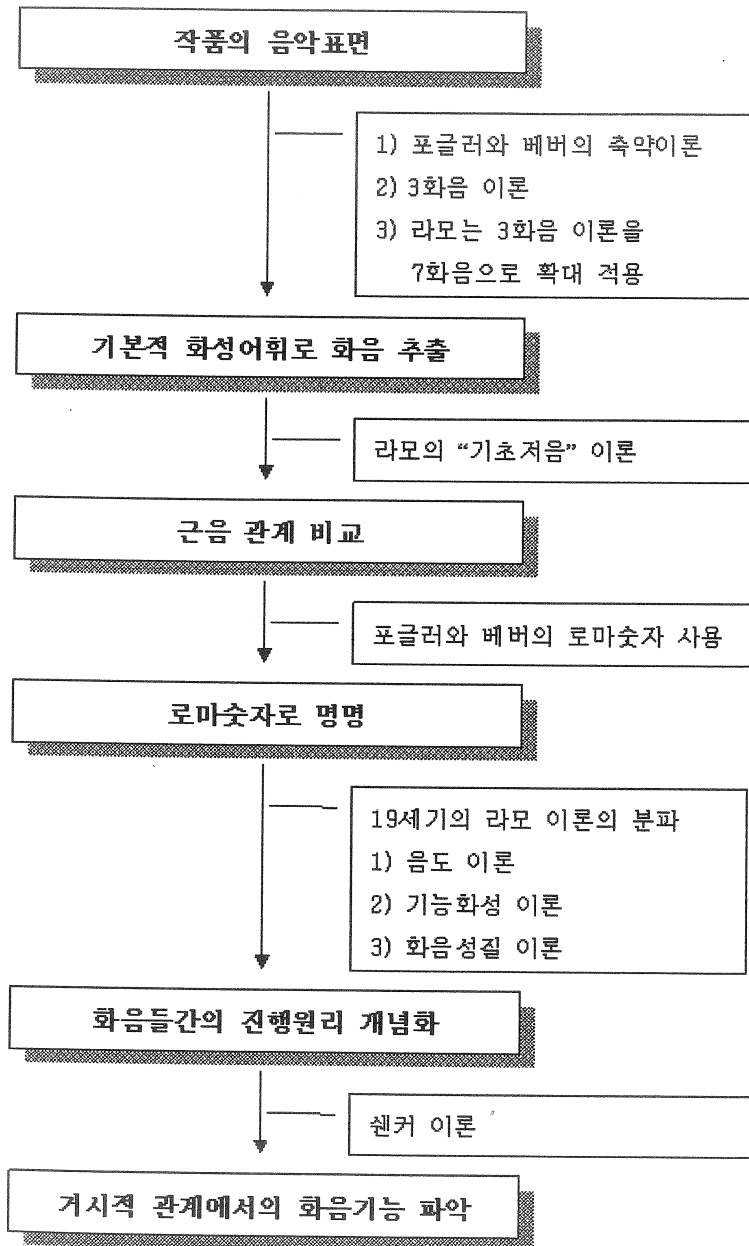 작품의 음악표면
1) 포글러와 베버의 축약이론
2) 3화음 이론
3) 라모는 3화음 이론을
7화음으로 확대 적용
기본적 화성어휘로 화음 추출
라모의 “기초저음” 이론
근음 관계 비교
포글러와 베버의 로마숫자 사용
로마숫자로 명명
19세기의 라모 이론의 분파
1) 음도 이론
2) 기능화성 이론
3) 화음성질 이론
화음들간의 진행원리 개념화
쉔커 이론
거시적 관계에서의 화음기능 파악